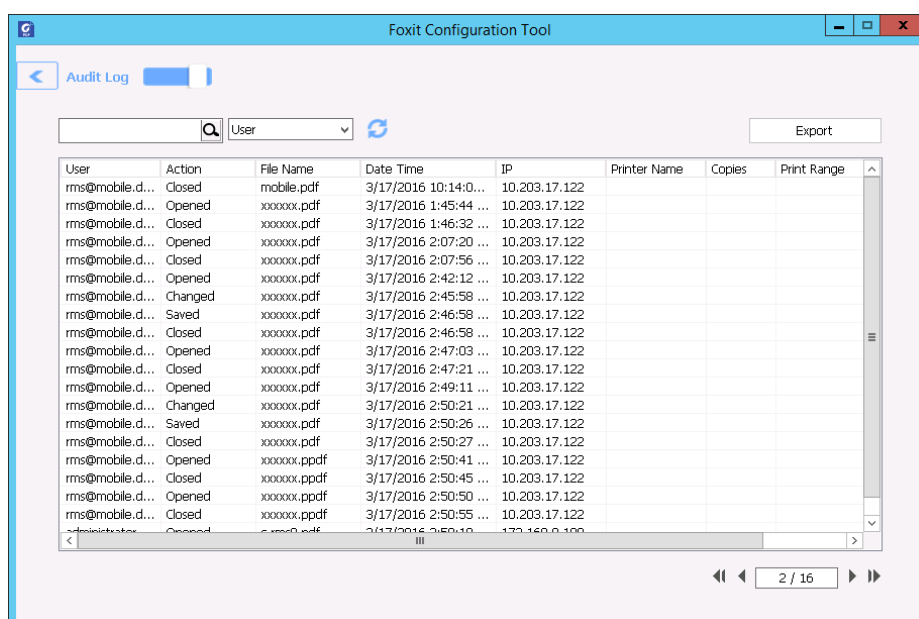 Foxit Configuration Tool
Audit Log
User
Export
User Action File Name Date Time IP Printer Name Copies Print Range
rms@mobile.d... Closed mobile.pdf 3/17/2016 10:14:0... 10.203.17.122
rms@mobile.d... Opened xxxxxx.pdf 3/17/2016 1:45:44 ... 10.203.17.122
rms@mobile.d... Closed xxxxxx.pdf 3/17/2016 1:46:32 ... 10.203.17.122
rms@mobile.d... Opened xxxxxx.pdf 3/17/2016 2:07:20 ... 10.203.17.122
rms@mobile.d... Closed xxxxxx.pdf 3/17/2016 2:07:56 ... 10.203.17.122
rms@mobile.d... Opened xxxxxx.pdf 3/17/2016 2:42:12 ... 10.203.17.122
rms@mobile.d... Changed xxxxxx.pdf 3/17/2016 2:45:58 ... 10.203.17.122
rms@mobile.d... Saved xxxxxx.pdf 3/17/2016 2:46:58 ... 10.203.17.122
rms@mobile.d... Closed xxxxxx.pdf 3/17/2016 2:46:58 ... 10.203.17.122
rms@mobile.d... Opened xxxxxx.pdf 3/17/2016 2:47:03 ... 10.203.17.122
rms@mobile.d... Closed xxxxxx.pdf 3/17/2016 2:47:21 ... 10.203.17.122
rms@mobile.d... Opened xxxxxx.pdf 3/17/2016 2:49:11 ... 10.203.17.122
rms@mobile.d... Changed xxxxxx.pdf 3/17/2016 2:50:21 ... 10.203.17.122
rms@mobile.d... Saved xxxxxx.pdf 3/17/2016 2:50:26 ... 10.203.17.122
rms@mobile.d... Closed xxxxxx.pdf 3/17/2016 2:50:27 ... 10.203.17.122
rms@mobile.d... Opened xxxxxx.ppdf 3/17/2016 2:50:41 ... 10.203.17.122
rms@mobile.d... Closed xxxxxx.ppdf 3/17/2016 2:50:45 ... 10.203.17.122
rms@mobile.d... Opened xxxxxx.ppdf 3/17/2016 2:50:50 ... 10.203.17.122
rms@mobile.d... Closed xxxxxx.ppdf 3/17/2016 2:50:55 ... 10.203.17.122
administrator Opened
2 / 16